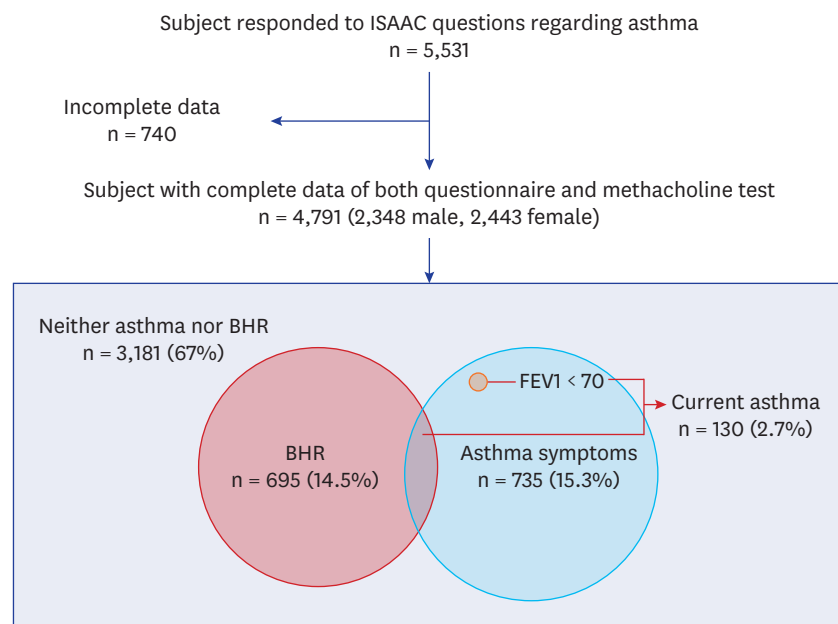 Subject responded to ISAAC questions regarding asthma
n = 5,531
Incomplete data
n = 740
Subject with complete data of both questionnaire and methacholine test
n = 4,791 (2,348 male, 2,443 female)
Neither asthma nor BHR
n = 3,181 (67%)
FEV1 < 70
Current asthma
n = 130 (2.7%)
BHR
n = 695 (14.5%)
Asthma symptoms
n = 735 (15.3%)